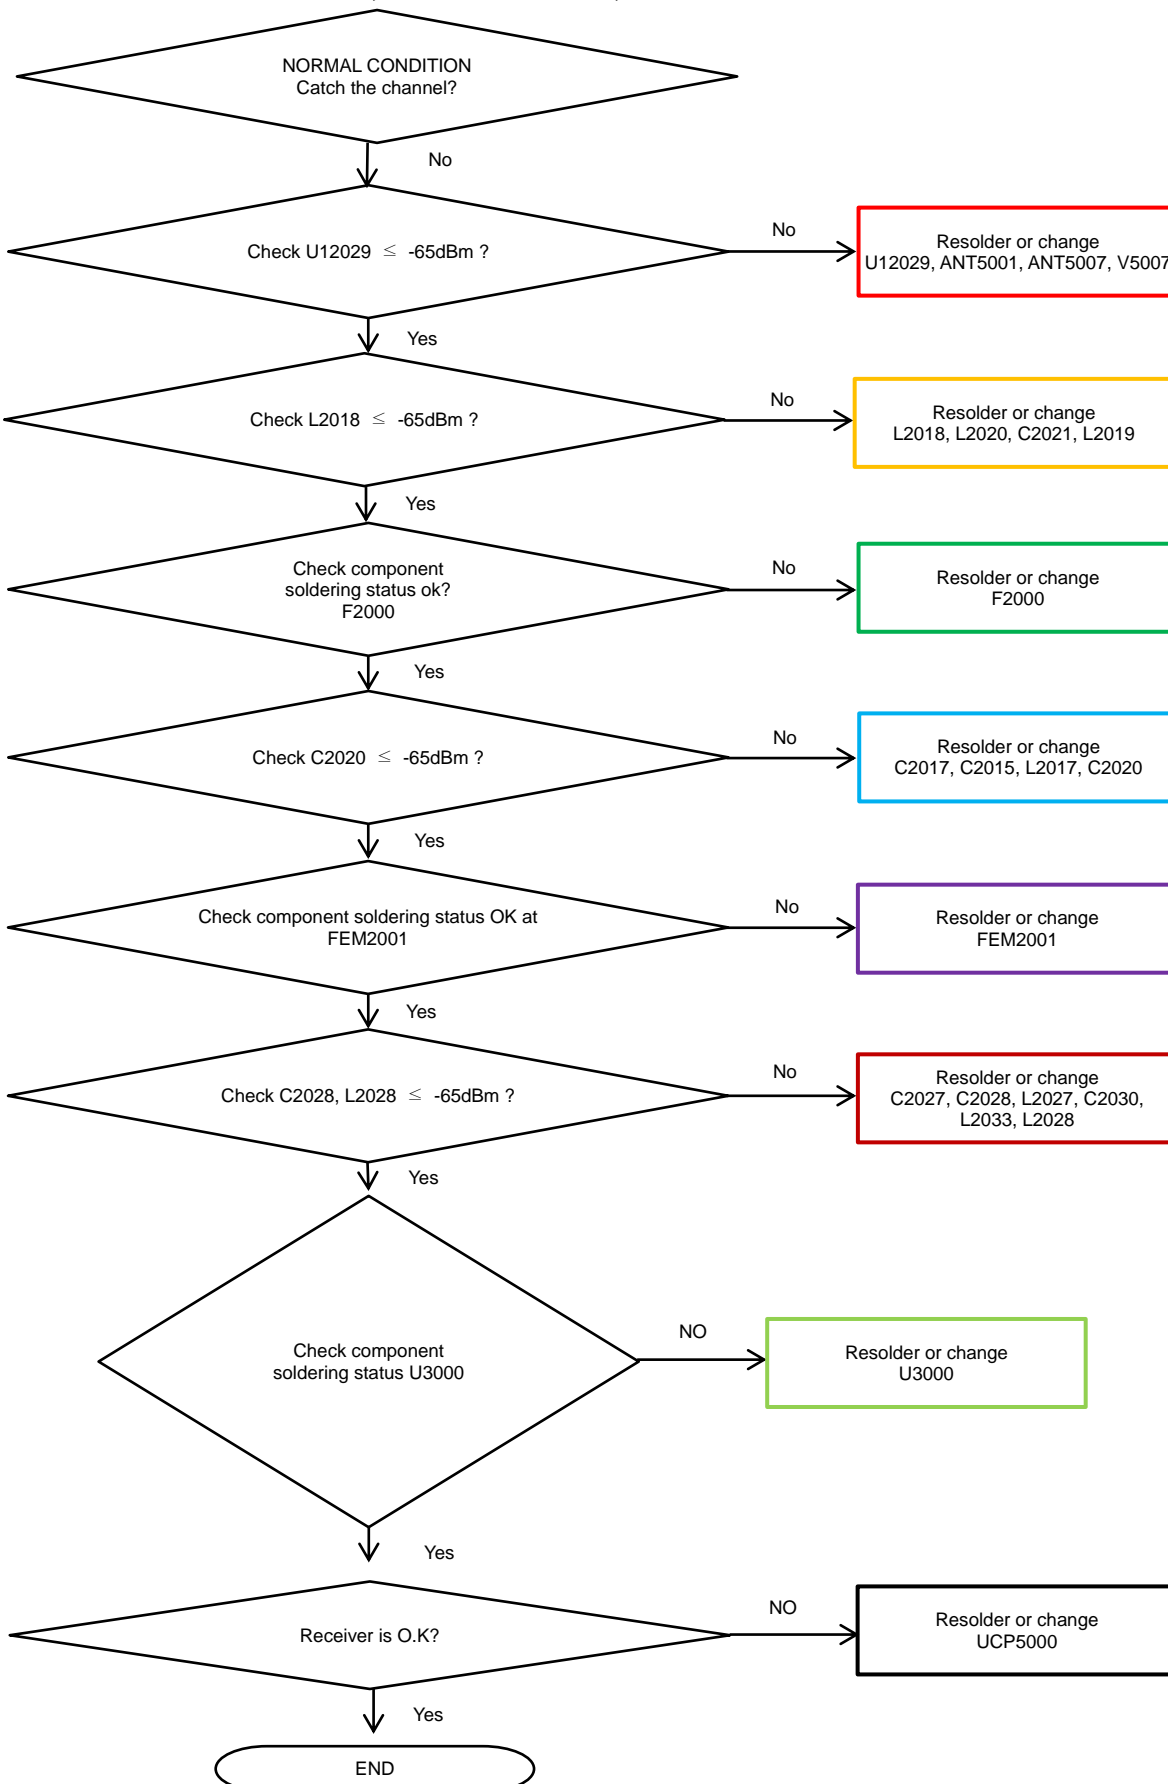 NORMAL CONDITION
Catch the channel?
No
Check U12029 ≤ -65dBm ?
No
Resolder or change
U12029, ANT5001, ANT5007, V5007
Yes
Check L2018 ≤ -65dBm ?
No
Resolder or change
L2018, L2020, C2021, L2019
Yes
Check component
soldering status ok?
F2000
No
Resolder or change
F2000
Yes
Check C2020 ≤ -65dBm ?
No
Resolder or change
C2017, C2015, L2017, C2020
Yes
Check component soldering status OK at
FEM2001
No
Resolder or change
FEM2001
Yes
Check C2028, L2028 ≤ -65dBm ?
No
Resolder or change
C2027, C2028, L2027, C2030,
L2033, L2028
Yes
Check component
soldering status U3000
NO
Resolder or change
U3000
Yes
Receiver is O.K?
NO
Resolder or change
UCP5000
Yes
END